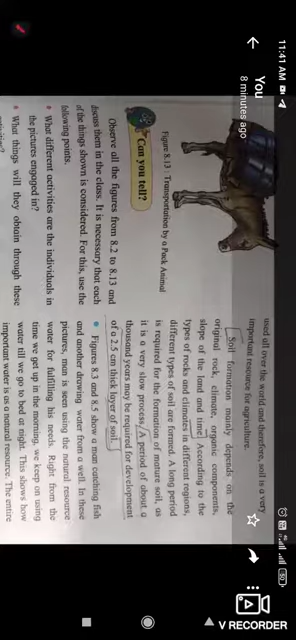 11:41 AM
You
8 minutes ago
Figure 8.13 : Transportation by a Pack Animal
Can you tell?
Observe all the figures from 8.2 to 8.13 and
discuss them in the class. It is necessary that each
of the things shown is considered. For this, use the
following points.
What different activities are the individuals in
the pictures engaged in?
What things will they obtain through these
used all over the world and therefore, soil is a very
important resource for agriculture.
Soil formation mainly depends on the
original rock, climate, organic components,
slope of the land and time. According to the
types of rocks and climates in different regions,
different types of soil are formed. A long period
is required for the formation of mature soil, as
it is a very slow process. A period of about a
thousand years may be required for development
of a 2.5 cm thick layer of soil.
Figures 8.3 and 8.5 show a man catching fish
and another drawing water from a well. In these
pictures, man is seen using the natural resource
water for fulfilling his needs. Right from the
time we get up in the morning, we keep on using
water till we go to bed at night. This shows how
important water is as a natural resource. The entire
V RECORDER